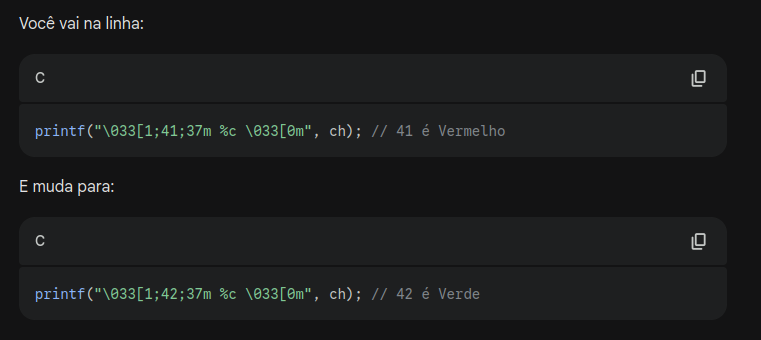 Você vai na linha:
C
printf("\033[1;41;37m %c \033[0m", ch); // 41 é Vermelho
E muda para:
C
printf("\033[1;42;37m %c \033[0m", ch); // 42 é Verde